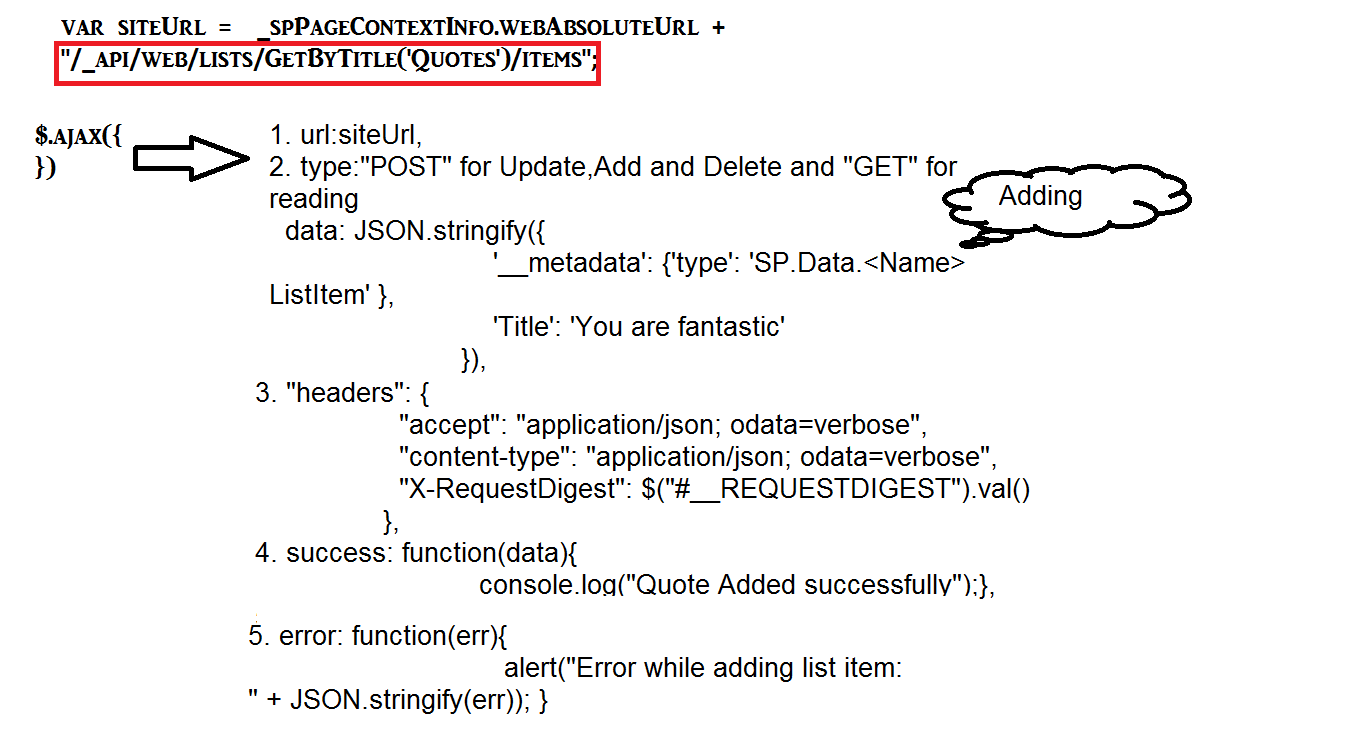 var siteUrl = _spPageContextInfo.webAbsoluteUrl +
"/_api/web/lists/GetByTitle('Quotes')/items";
$.ajax({
})
1. url:siteUrl,
2. type:"POST" for Update,Add and Delete and "GET" for
reading
data: JSON.stringify({
'__metadata': {'type': 'SP.Data.<Name>
ListItem' },
'Title': 'You are fantastic'
}),
Adding
3. "headers": {
"accept": "application/json; odata=verbose",
"content-type": "application/json; odata=verbose",
"X-RequestDigest": $("#__REQUESTDIGEST").val()
},
4. success: function(data){
console.log("Quote Added successfully");},
5. error: function(err){
alert("Error while adding list item:
" + JSON.stringify(err)); }